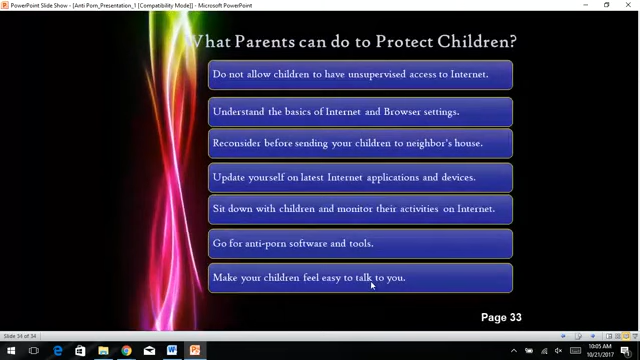 PowerPoint Slide Show - [Anti Porn_Presentation_1 [Compatibility Mode]] - Microsoft PowerPoint
What Parents can do to Protect Children?
Do not allow children to have unsupervised access to Internet.
Understand the basics of Internet and Browser settings.
Reconsider before sending your children to neighbor's house.
Update yourself on latest Internet applications and devices.
Sit down with children and monitor their activities on Internet.
Go for anti-porn software and tools.
Make your children feel easy to talk to you.
Page 33
Slide 34 of 34
10:05 AM
10/21/2017